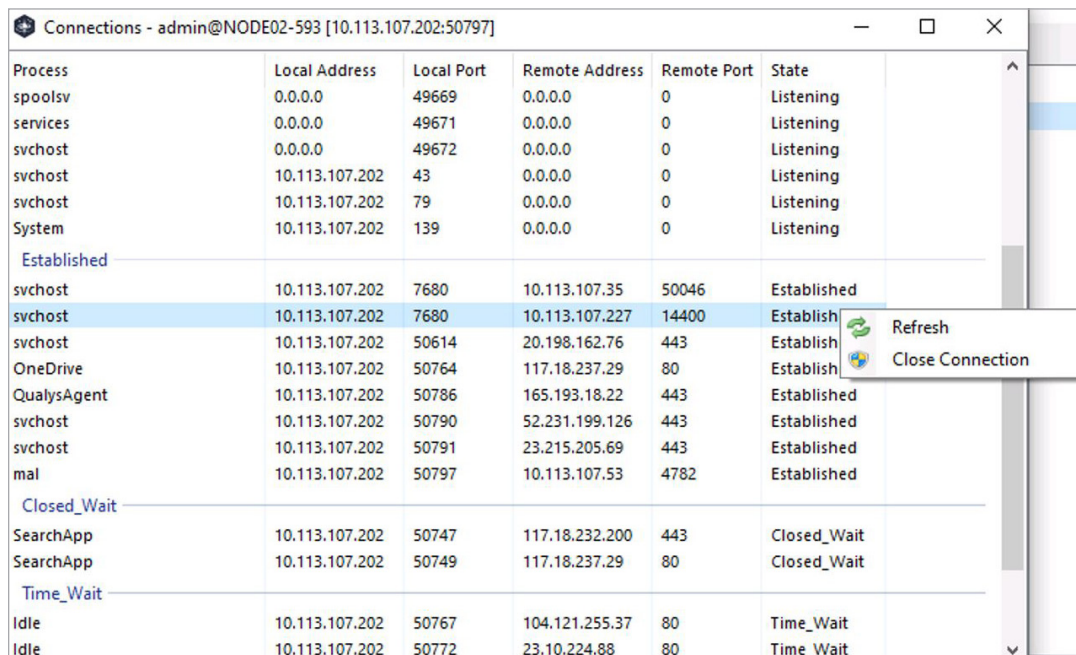 Connections - admin@NODE02-593 [10.113.107.202:50797]
Process Local Address Local Port Remote Address Remote Port State
spoolsv 0.0.0.0 49669 0.0.0.0 0 Listening
services 0.0.0.0 49671 0.0.0.0 0 Listening
svchost 0.0.0.0 49672 0.0.0.0 0 Listening
svchost 10.113.107.202 43 0.0.0.0 0 Listening
svchost 10.113.107.202 79 0.0.0.0 0 Listening
System 10.113.107.202 139 0.0.0.0 0 Listening
Established
svchost 10.113.107.202 7680 10.113.107.35 50046 Established
svchost 10.113.107.202 7680 10.113.107.227 14400 Establish
Refresh
svchost 10.113.107.202 50614 20.198.162.76 443 Establish
Close Connection
OneDrive 10.113.107.202 50764 117.18.237.29 80 Establish
QualysAgent 10.113.107.202 50786 165.193.18.22 443 Established
svchost 10.113.107.202 50790 52.231.199.126 443 Established
svchost 10.113.107.202 50791 23.215.205.69 443 Established
mal 10.113.107.202 50797 10.113.107.53 4782 Established
Closed_Wait
SearchApp 10.113.107.202 50747 117.18.232.200 443 Closed_Wait
SearchApp 10.113.107.202 50749 117.18.237.29 80 Closed_Wait
Time_Wait
Idle 10.113.107.202 50767 104.121.255.37 80 Time_Wait
Idle 10.113.107.202 50772 23.10.224.88 80 Time_Wait